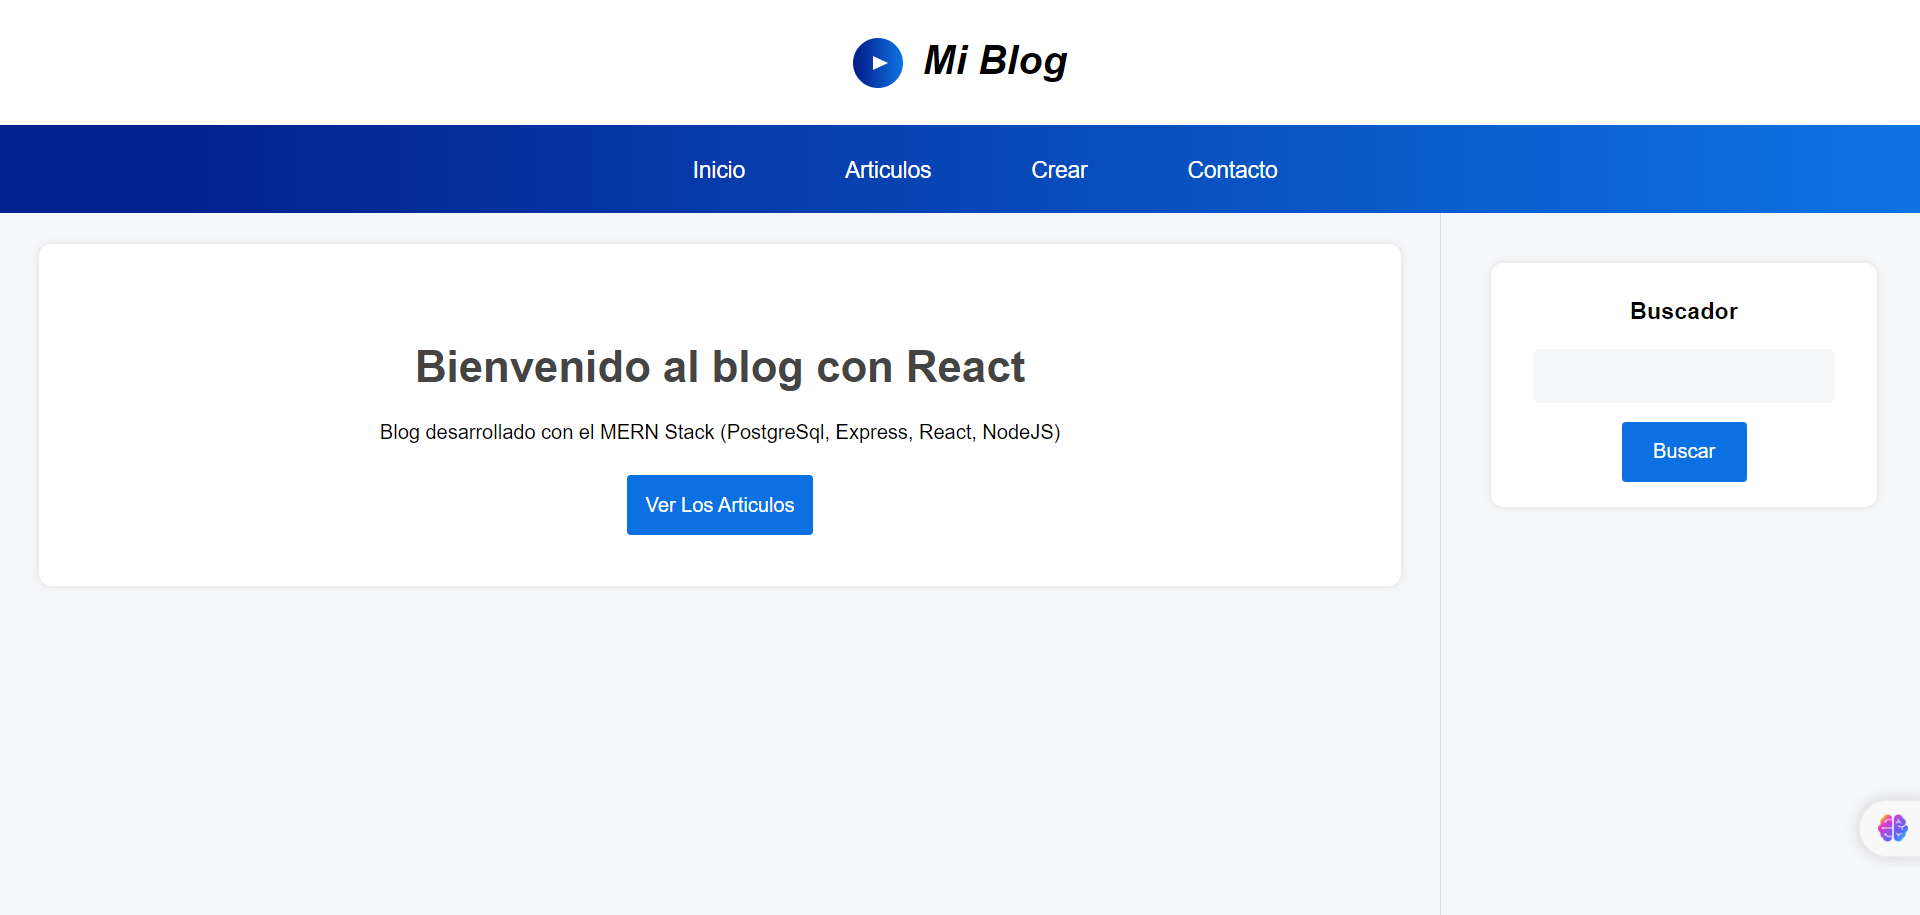 Mi Blog
Inicio Articulos Crear Contacto
Bienvenido al blog con React
Blog desarrollado con el MERN Stack (PostgreSql, Express, React, NodeJS)
Ver Los Articulos
Buscador
Buscar